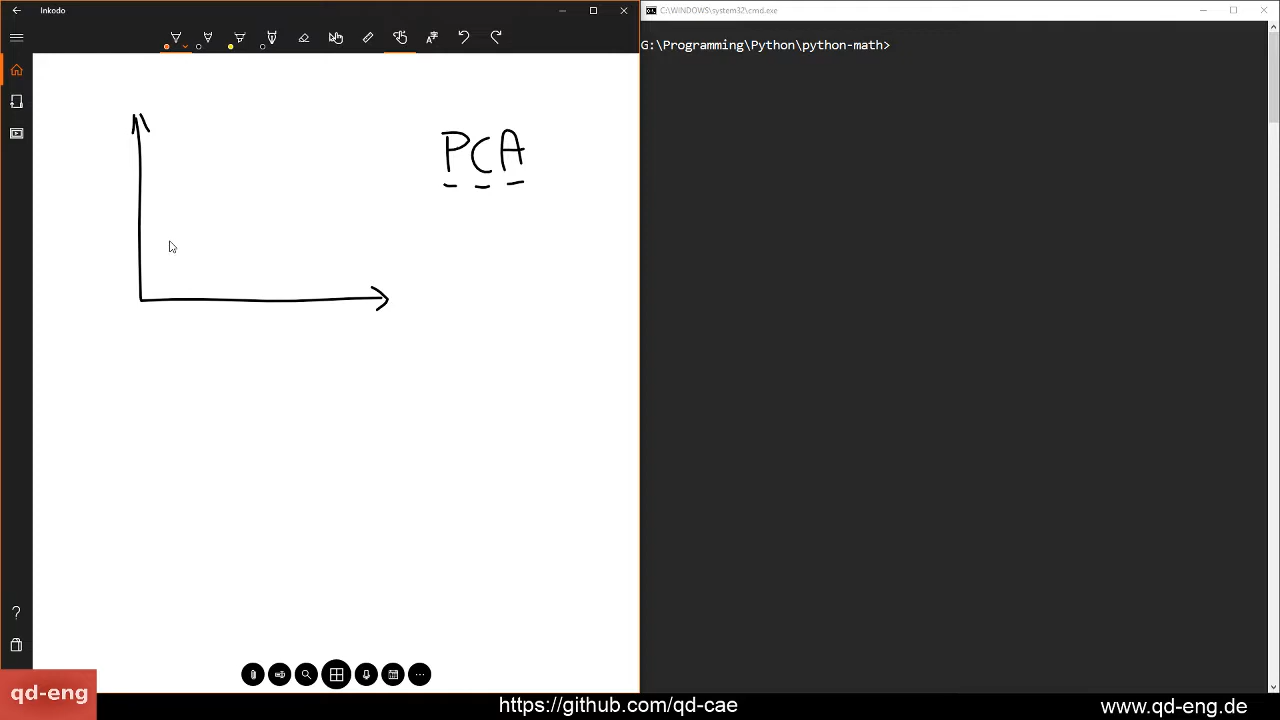 Inkodo
C:\WINDOWS\system32\cmd.exe
G:\Programming\Python\python-math>
PCA
qd-eng
https://github.com/qd-cae
www.qd-eng.de